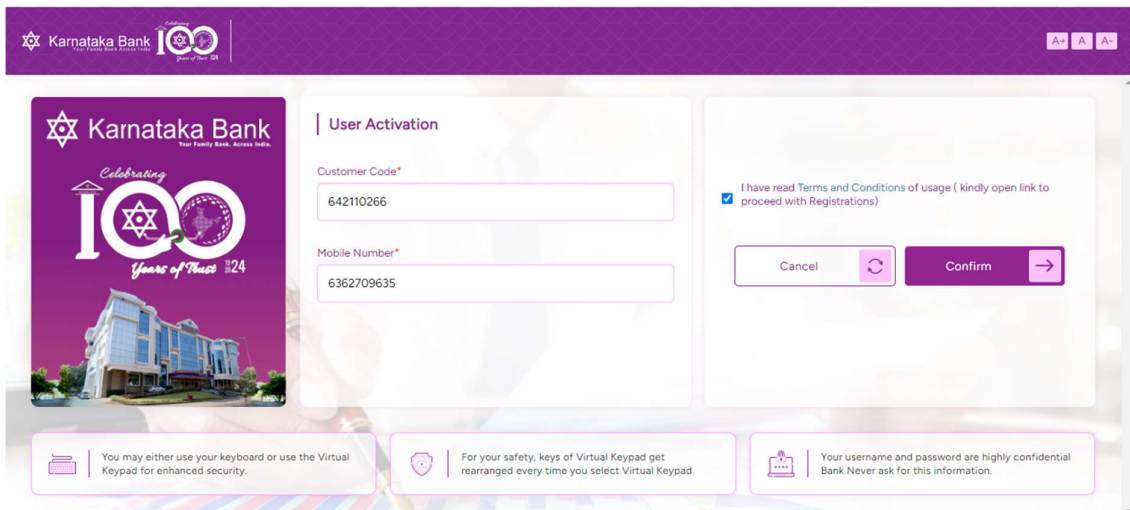 Karnataka Bank
Your Family Bank. Across India.
Celebrating
100
Years of Trust
A+ A A-
Karnataka Bank
Your Family Bank. Across India.
Celebrating
100
Years of Trust 24
User Activation
Customer Code*
642110266
Mobile Number*
6362709635
I have read Terms and Conditions of usage ( kindly open link to
proceed with Registrations)
Cancel
Confirm
You may either use your keyboard or use the Virtual
Keypad for enhanced security.
For your safety, keys of Virtual Keypad get
rearranged every time you select Virtual Keypad
Your username and password are highly confidential
Bank Never ask for this information.